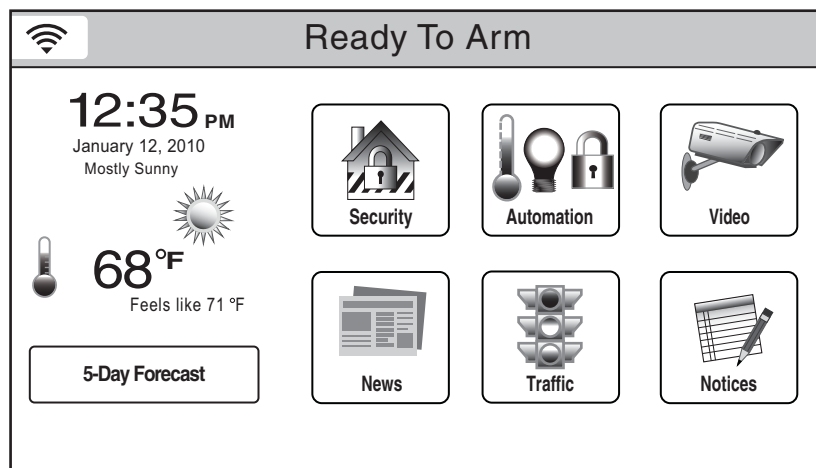 Ready To Arm
12:35 PM
January 12, 2010
Mostly Sunny
68°F
Feels like 71 °F
5-Day Forecast
Security
Automation
Video
News
Traffic
Notices